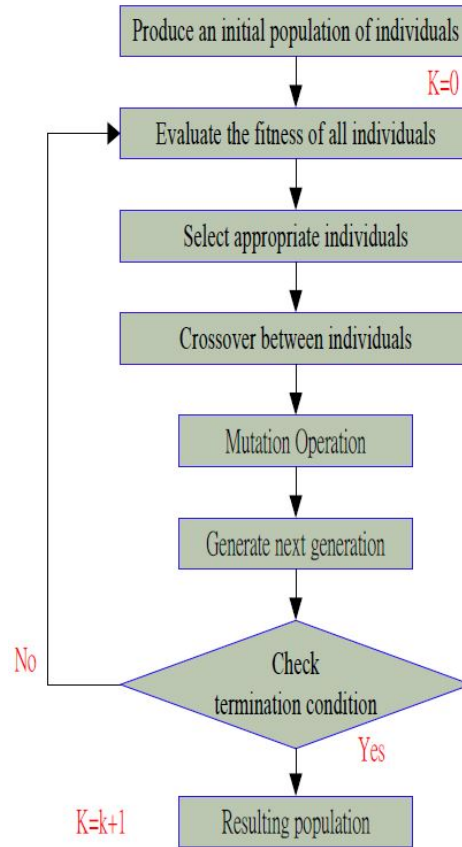 Produce an initial population of individuals
K=0
Evaluate the fitness of all individuals
Select appropriate individuals
Crossover between individuals
Mutation Operation
Generate next generation
No
Check
termination condition
Yes
K=k+1
Resulting population